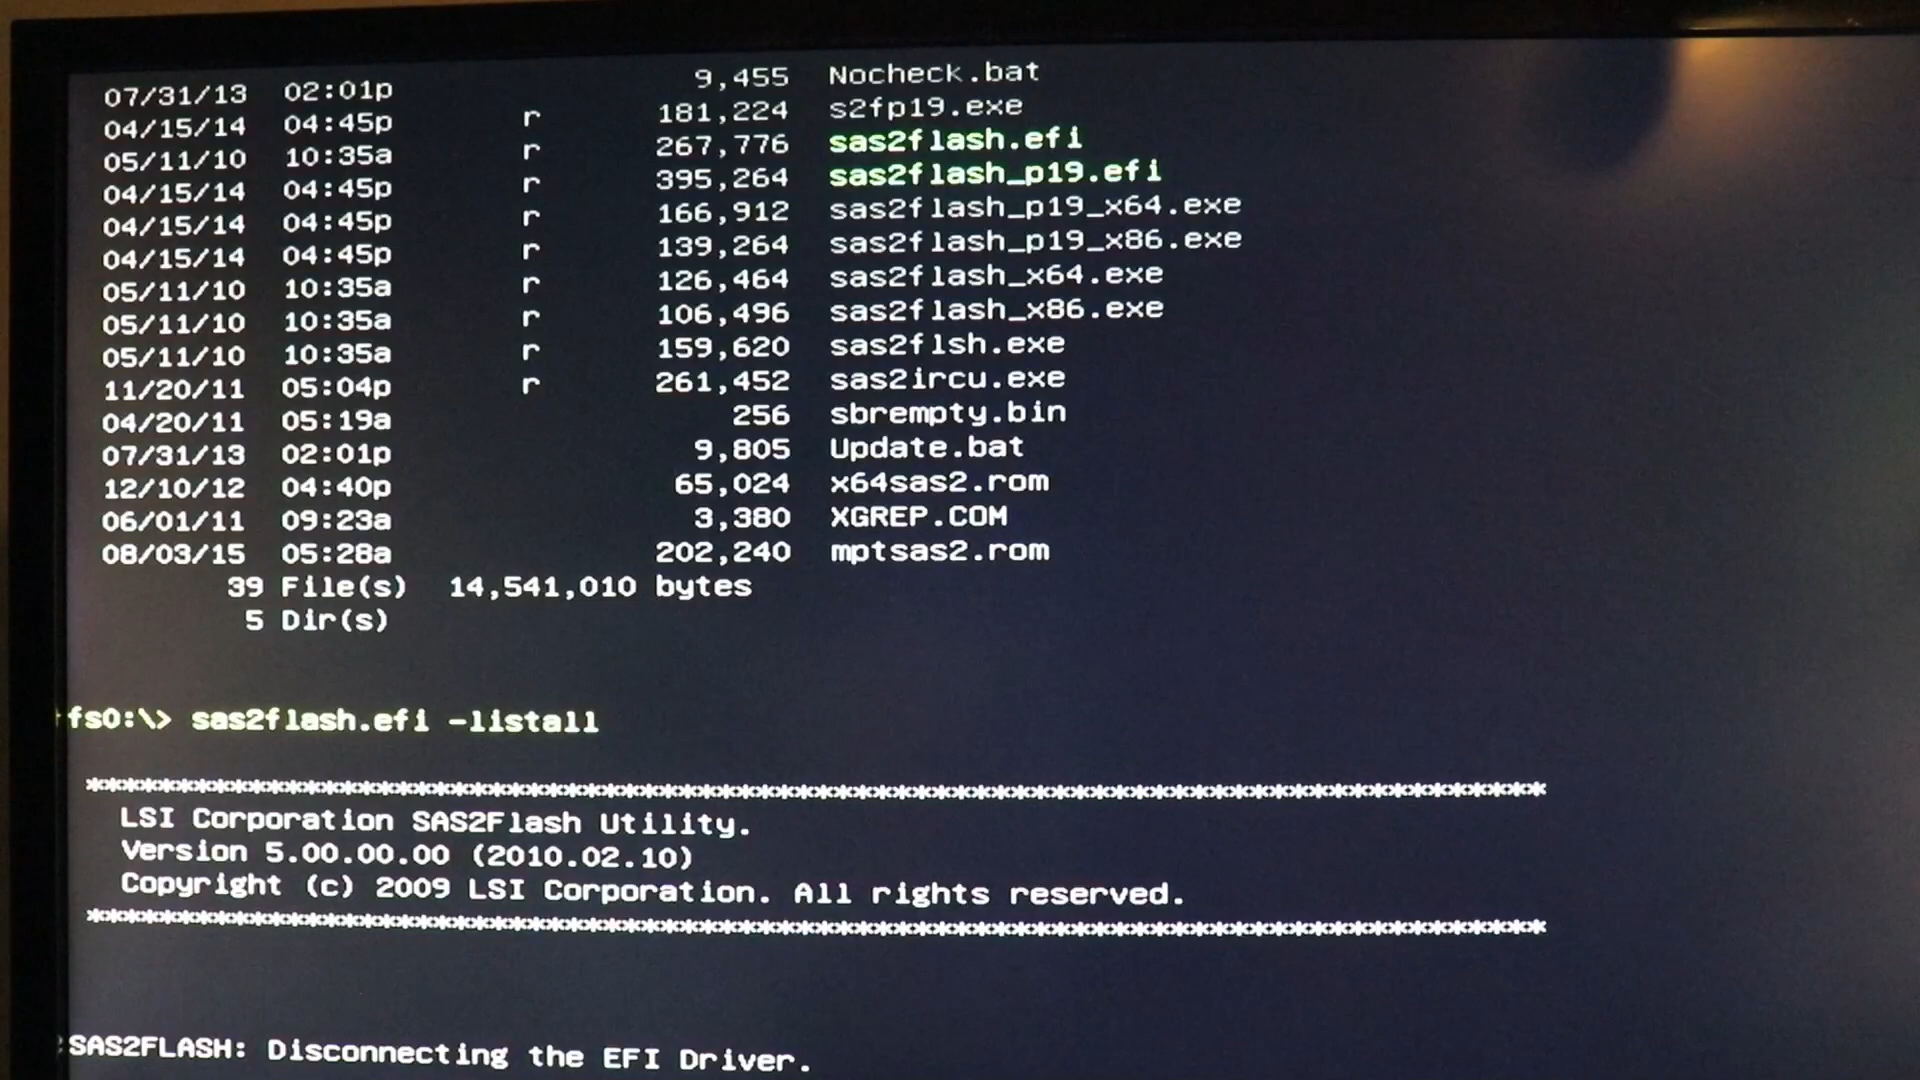 07/31/13 02:01p 9,455 Nocheck.bat
04/15/14 04:45p r 181,224 s2fp19.exe
05/11/10 10:35a r 267,776 sas2flash.efi
04/15/14 04:45p r 395,264 sas2flash_p19.efi
04/15/14 04:45p r 166,912 sas2flash_p19_x64.exe
04/15/14 04:45p r 139,264 sas2flash_p19_x86.exe
05/11/10 10:35a r 126,464 sas2flash_x64.exe
05/11/10 10:35a r 106,496 sas2flash_x86.exe
05/11/10 10:35a r 159,620 sas2flsh.exe
11/20/11 05:04p r 261,452 sas2ircu.exe
04/20/11 05:19a 256 sbrempty.bin
07/31/13 02:01p 9,805 Update.bat
12/10/12 04:40p 65,024 x64sas2.rom
06/01/11 09:23a 3,380 XGREP.COM
08/03/15 05:28a 202,240 mptsas2.rom
39 File(s) 14,541,010 bytes
5 Dir(s)
fs0:\> sas2flash.efi -listall
*******************************************************************************
LSI Corporation SAS2Flash Utility.
Version 5.00.00.00 (2010.02.10)
Copyright (c) 2009 LSI Corporation. All rights reserved.
*******************************************************************************
SAS2FLASH: Disconnecting the EFI Driver.